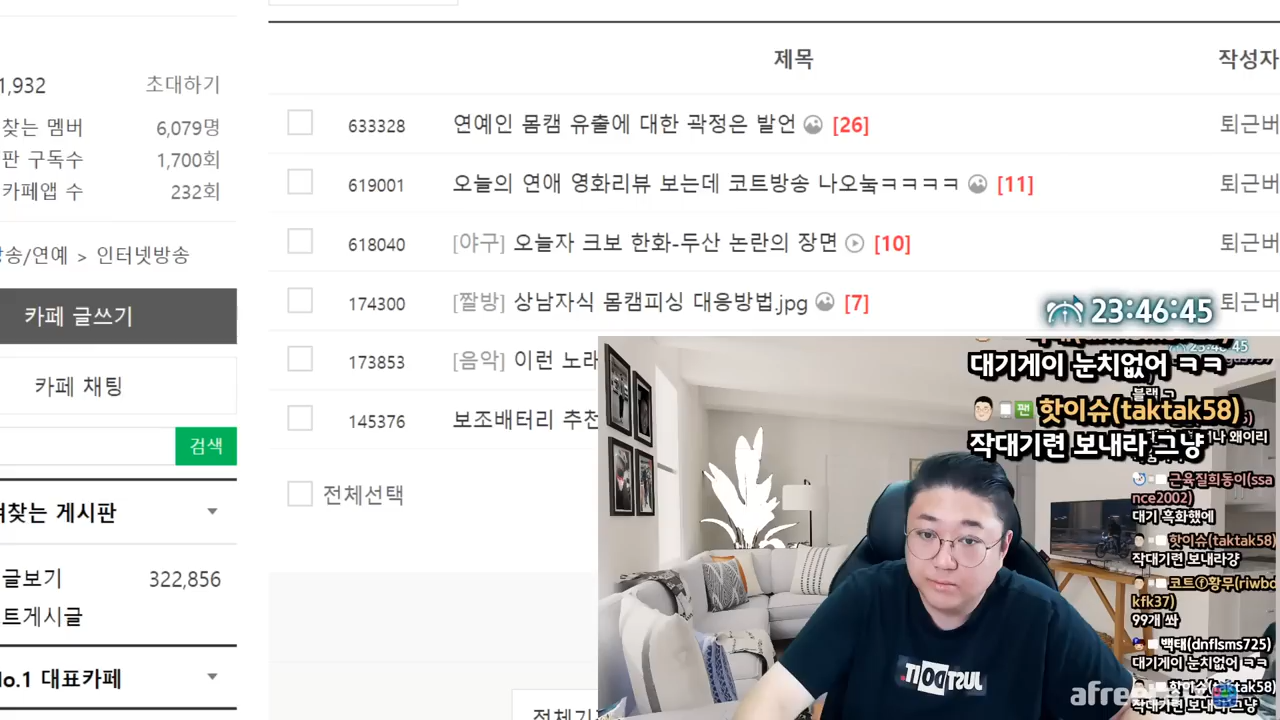 제목
작성자
1,932 초대하기
찾는 멤버 6,079명
판 구독수 1,700회
카페앱 수 232회
송/연예 > 인터넷방송
카페 글쓰기
카페 채팅
검색
찾는 게시판
글보기 322,856
트게시글
No.1 대표카페
633328 연예인 몸캠 유출에 대한 곽정은 발언 [26] 퇴근버
619001 오늘의 연애 영화리뷰 보는데 코트방송 나오눜ㅋㅋㅋㅋ [11] 퇴근버
618040 [야구] 오늘자 크보 한화-두산 논란의 장면 [10] 퇴근버
174300 [짤방] 상남자식 몸캠피싱 대응방법.jpg [7] 퇴근버
173853 [음악] 이런 노래
145376 보조배터리 추천
전체선택
전체기
23:46:45
대기게이 눈치없어 ㅋㅋ
팬 핫이슈(taktak58)
작대기련 보내라 그냥
근육질희동이(ssa
nce2002)
대기 흑화했에
핫이슈(taktak58)
작대기련 보내라걍
코트ⓕ황무(riwbd
kfk37)
99개 쏴
백태(dnflsms725)
대기게이 눈치없어 ㅋㅋ
핫이슈(taktak58)
작대기련 보내라그냥
JUST DO IT.